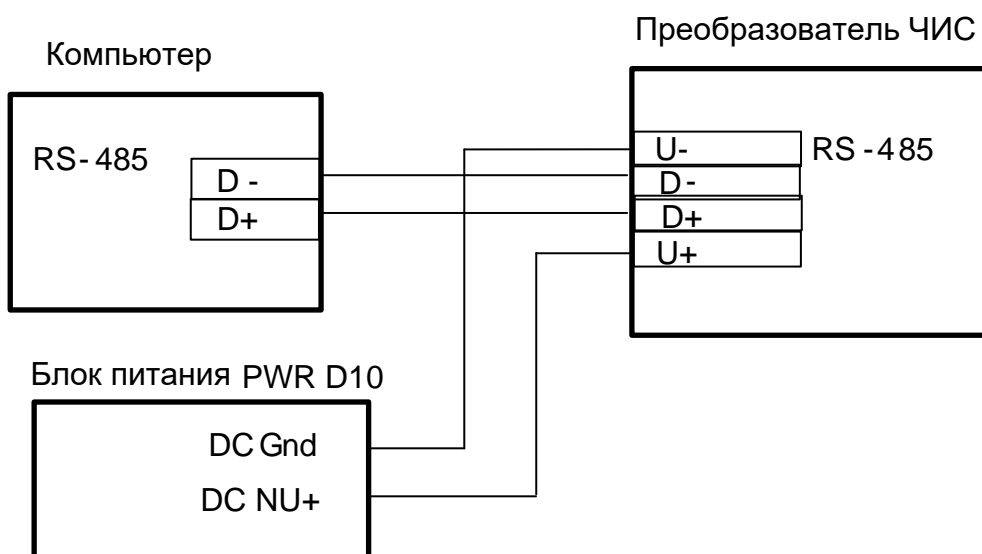 Преобразователь ЧИС
Компьютер
RS-485
D -
D+
U-
D-
D+
U+
RS -485
Блок питания PWR D10
DC Gnd
DC NU+